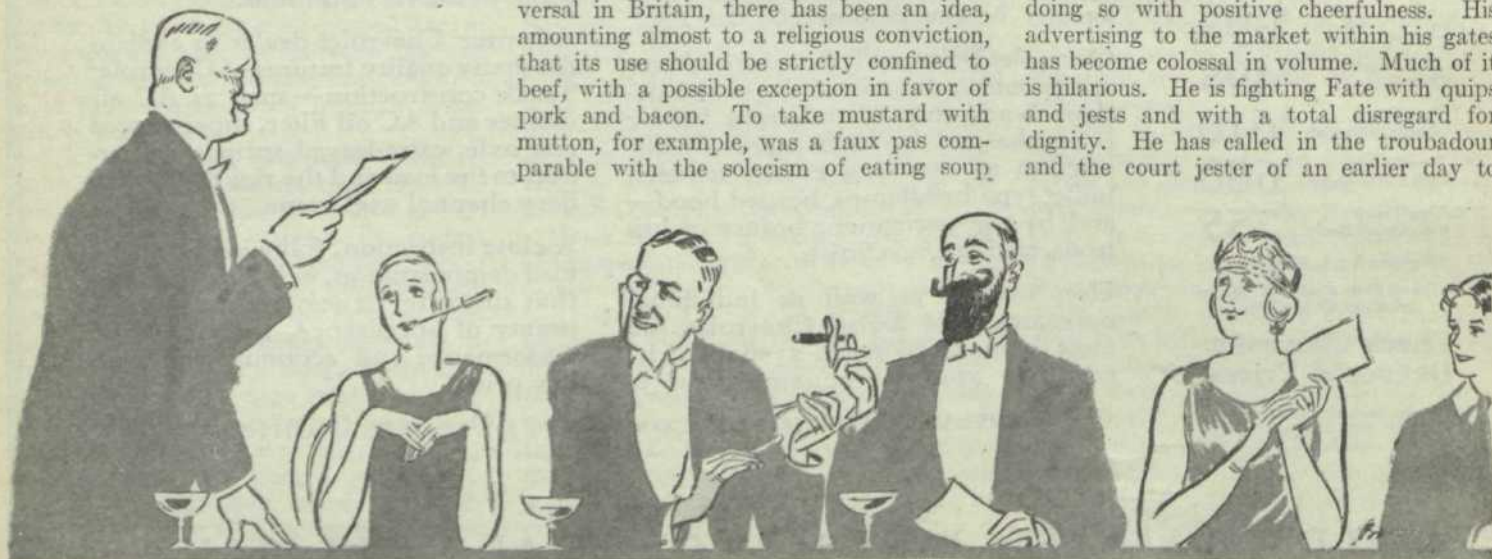 versal in Britain, there has been an idea,
amounting almost to a religious conviction,
that its use should be strictly confined to
beef, with a possible exception in favor of
pork and bacon. To take mustard with
mutton, for example, was a faux pas com-
parable with the solecism of eating soup
doing so with positive cheerfulness. His
advertising to the market within his gates
has become colossal in volume. Much of it
is hilarious. He is fighting Fate with quips
and jests and with a total disregard for
dignity. He has called in the troubadour
and the court jester of an earlier day to